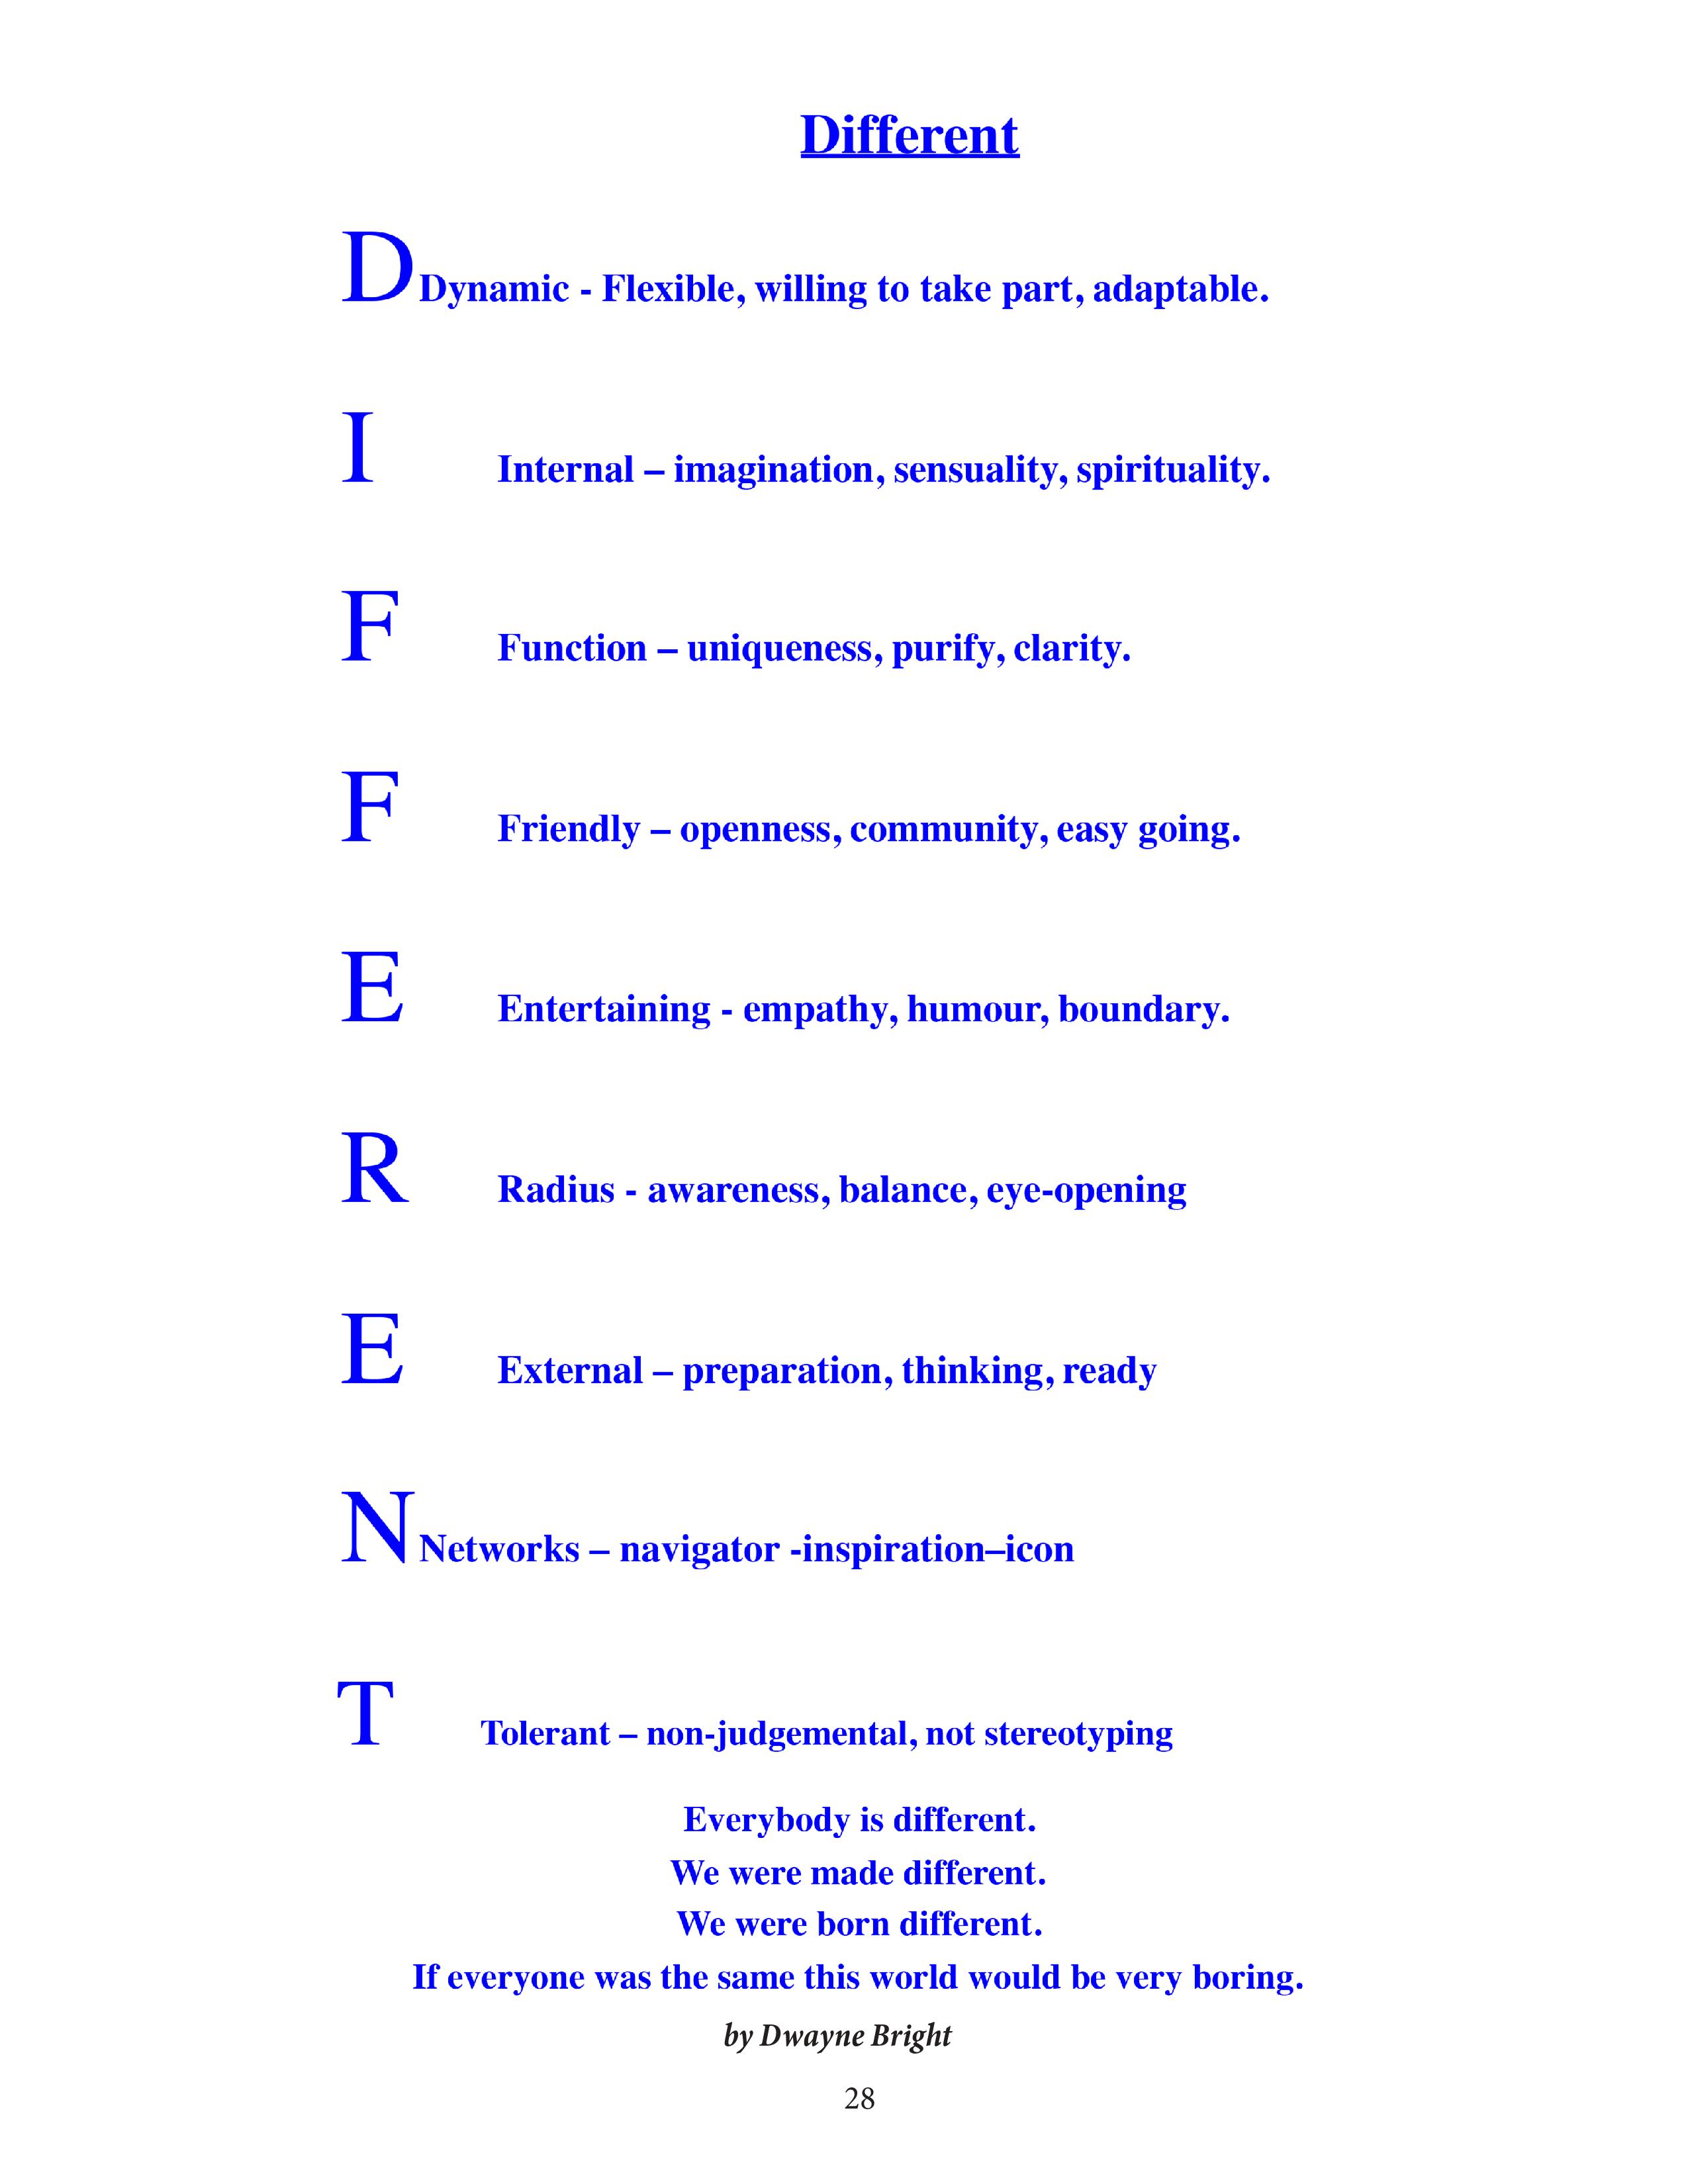 Different
D Dynamic - Flexible, willing to take part, adaptable.
I Internal – imagination, sensuality, spirituality.
F Function – uniqueness, purify, clarity.
F Friendly – openness, community, easy going.
E Entertaining - empathy, humour, boundary.
R Radius - awareness, balance, eye-opening
E External – preparation, thinking, ready
N Networks – navigator -inspiration–icon
T Tolerant – non-judgemental, not stereotyping
Everybody is different.
We were made different.
We were born different.
If everyone was the same this world would be very boring.
by Dwayne Bright
28